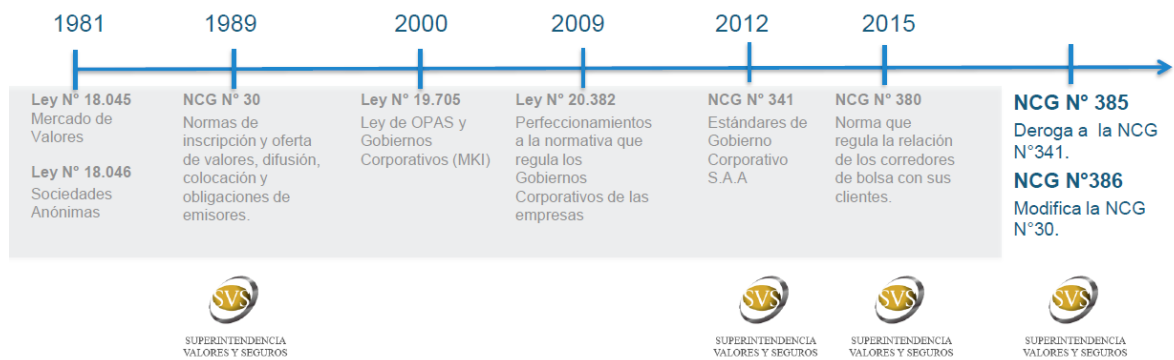 1981
1989
2000
2009
2012
2015
Ley N° 18.045
Mercado de
Valores
Ley N° 18.046
Sociedades
Anónimas
NCG N° 30
Normas de
inscripción y oferta
de valores, difusión,
colocación y
obligaciones de
emisores.
Ley N° 19.705
Ley de OPAS y
Gobiernos
Corporativos (MKI)
Ley N° 20.382
Perfeccionamientos
a la normativa que
regula los
Gobiernos
Corporativos de las
empresas
NCG N° 341
Estándares de
Gobierno
Corporativo
S.A.A
NCG N° 380
Norma que
regula la relación
de los corredores
de bolsa con sus
clientes.
NCG N° 385
Deroga a la NCG
N°341.
NCG N°386
Modifica la NCG
N°30.
SVS
SUPERINTENDENCIA
VALORES Y SEGUROS
SVS
SUPERINTENDENCIA
VALORES Y SEGUROS
SVS
SUPERINTENDENCIA
VALORES Y SEGUROS
SVS
SUPERINTENDENCIA
VALORES Y SEGUROS